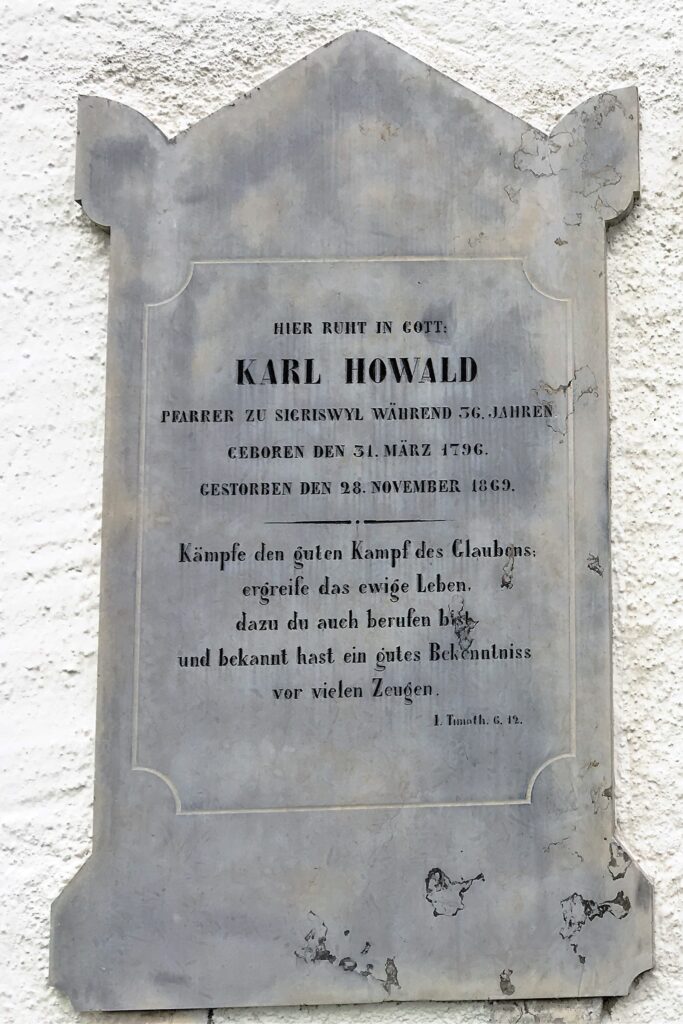 HIER RUHT IN GOTT:
KARL HOWALD
PFARRER ZU SIGRISWYL WÄHREND 36. JAHREN
GEBOREN DEN 31. MÄRZ 1796.
GESTORBEN DEN 28. NOVEMBER 1869.
Kämpfe den guten Kampf des Glaubens;
ergreife das ewige Leben,
dazu du auch berufen bist,
und bekannt hast ein gutes Bekenntniss
vor vielen Zeugen.
I. Timoth. 6, 12.